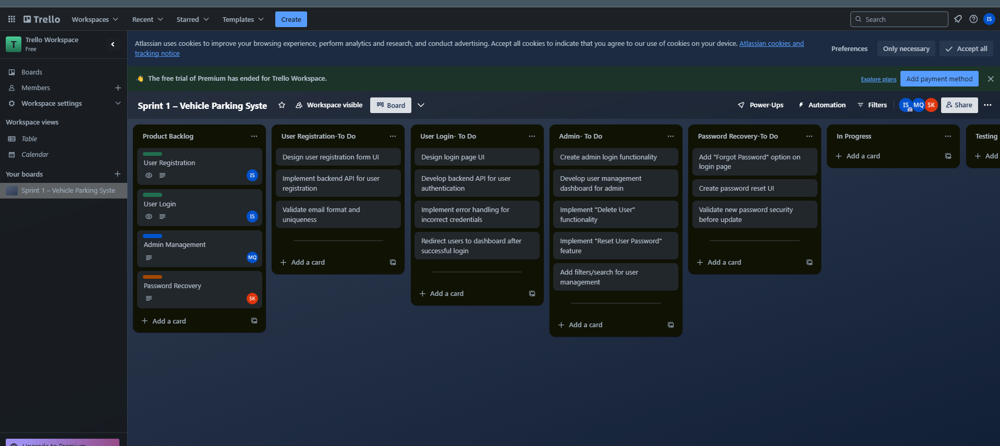 Trello
Workspaces
Recent
Starred
Templates
Create
Search
IS
T
Trello Workspace
Free
Boards
Members
Workspace settings
Workspace views
Table
Calendar
Your boards
Sprint 1 – Vehicle Parking Syste
Upgrade to Premium
Atlassian uses cookies to improve your browsing experience, perform analytics and research, and conduct advertising. Accept all cookies to indicate that you agree to our use of cookies on your device. Atlassian cookies and
tracking notice
Preferences
Only necessary
Accept all
The free trial of Premium has ended for Trello Workspace.
Explore plans
Add payment method
Sprint 1 – Vehicle Parking Syste
Workspace visible
Board
Power-Ups
Automation
Filters
IS
MQ
SK
Share
Product Backlog
User Registration
IS
User Login
IS
Admin Management
MQ
Password Recovery
SK
Add a card
User Registration-To Do
Design user registration form UI
Implement backend API for user
registration
Validate email format and
uniqueness
Add a card
User Login- To Do
Design login page UI
Develop backend API for user
authentication
Implement error handling for
incorrect credentials
Redirect users to dashboard after
successful login
Add a card
Admin- To Do
Create admin login functionality
Develop user management
dashboard for admin
Implement "Delete User"
functionality
Implement "Reset User Password"
feature
Add filters/search for user
management
Add a card
Password Recovery-To Do
Add "Forgot Password" option on
login page
Create password reset UI
Validate new password security
before update
Add a card
In Progress
Add a card
Testing
Add